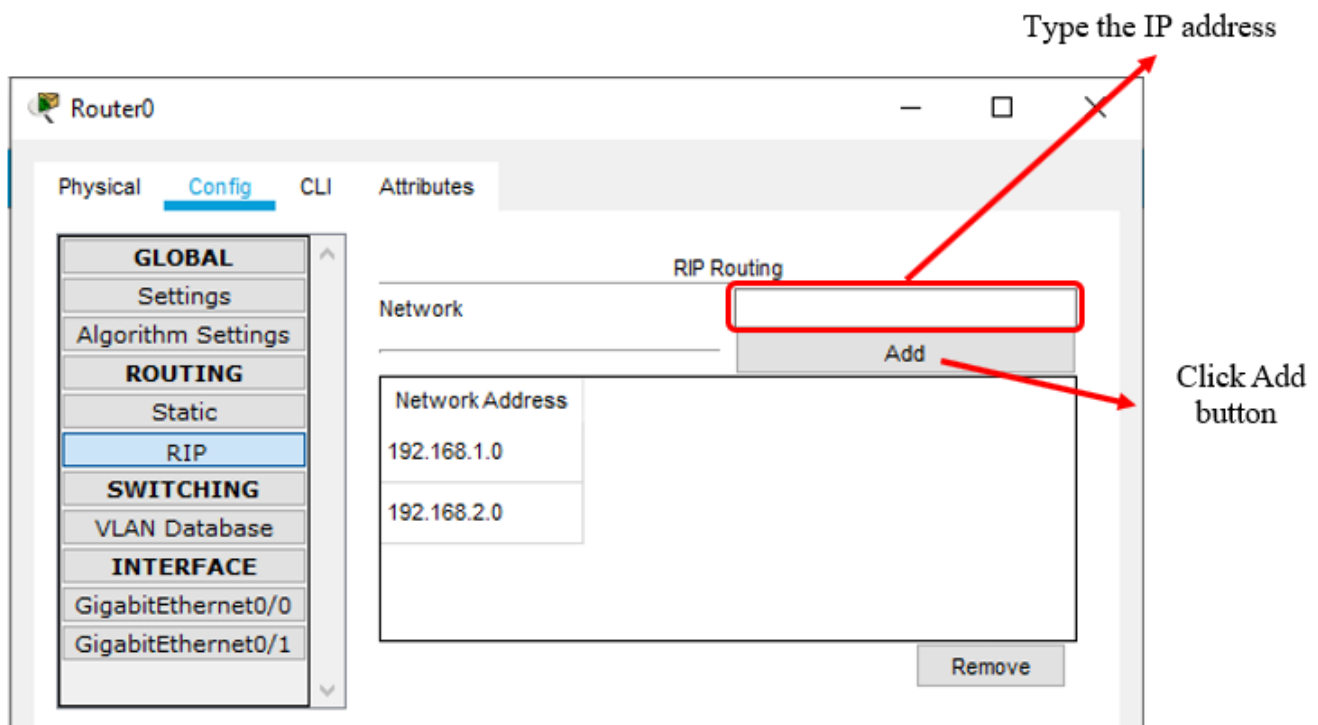 Type the IP address
Router0
Physical Config CLI Attributes
GLOBAL
Settings
Algorithm Settings
ROUTING
Static
RIP
SWITCHING
VLAN Database
INTERFACE
GigabitEthernet0/0
GigabitEthernet0/1
RIP Routing
Network
Add
Network Address
192.168.1.0
192.168.2.0
Remove
Click Add
button